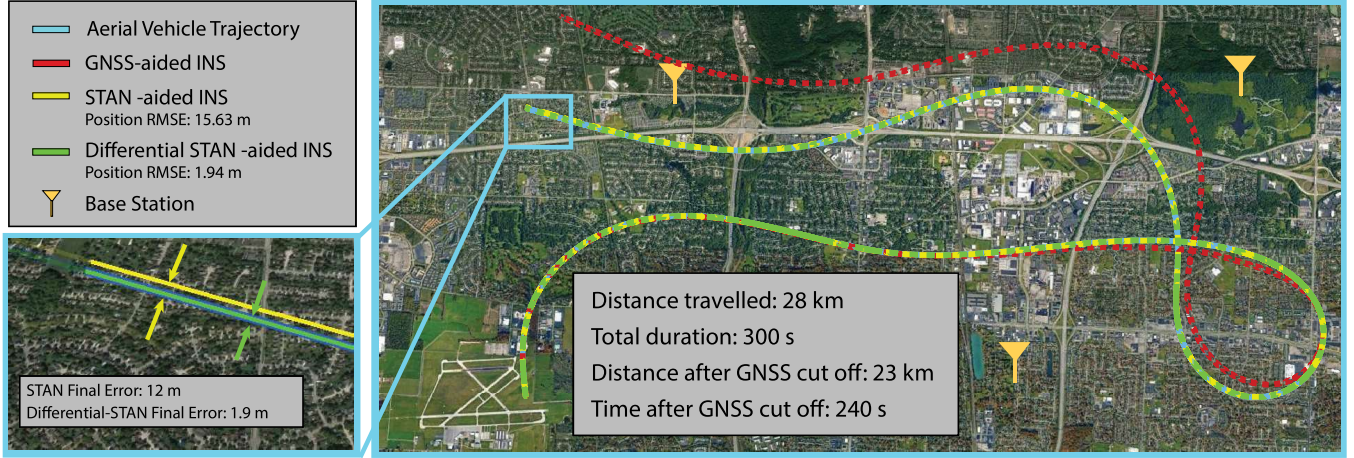 Aerial Vehicle Trajectory
GNSS-aided INS
STAN -aided INS
Position RMSE: 15.63 m
Differential STAN -aided INS
Position RMSE: 1.94 m
Base Station
STAN Final Error: 12 m
Differential-STAN Final Error: 1.9 m
Distance travelled: 28 km
Total duration: 300 s
Distance after GNSS cut off: 23 km
Time after GNSS cut off: 240 s